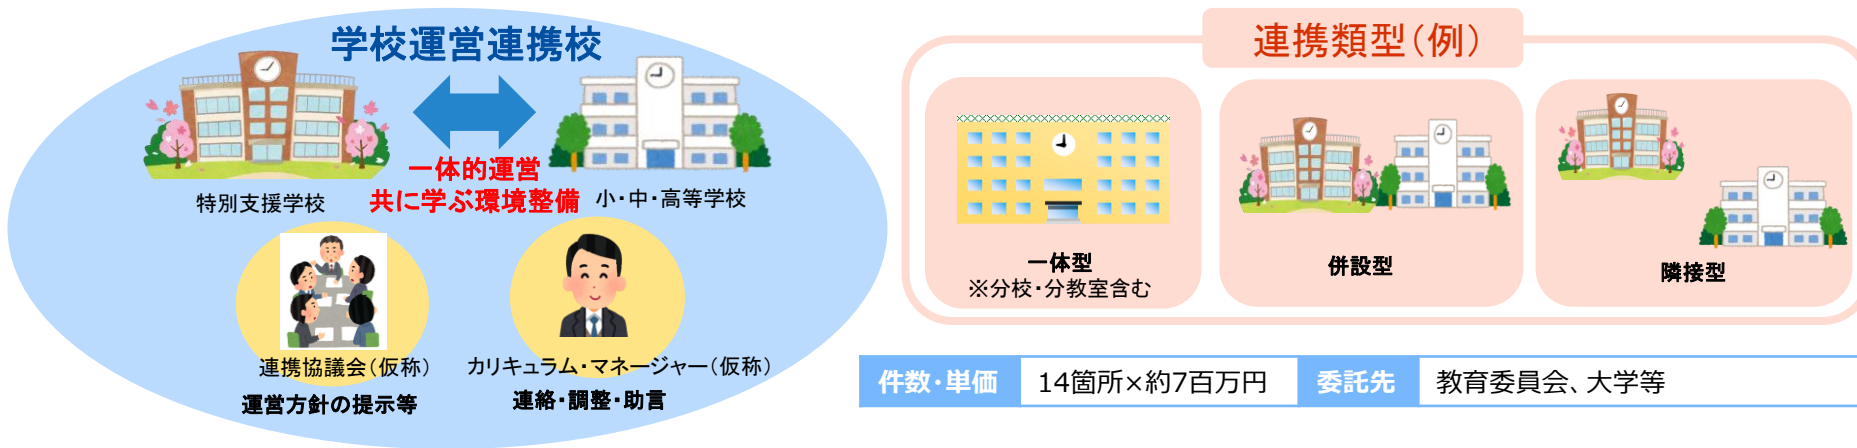 学校運営連携校
一体的運営
共に学ぶ環境整備
特別支援学校
小・中・高等学校
連携協議会(仮称)
運営方針の提示等
カリキュラム・マネージャー(仮称)
連絡・調整・助言
連携類型(例)
一体型
※分校・分教室含む
併設型
隣接型
件数・単価 14箇所×約7百万円 委託先 教育委員会、大学等